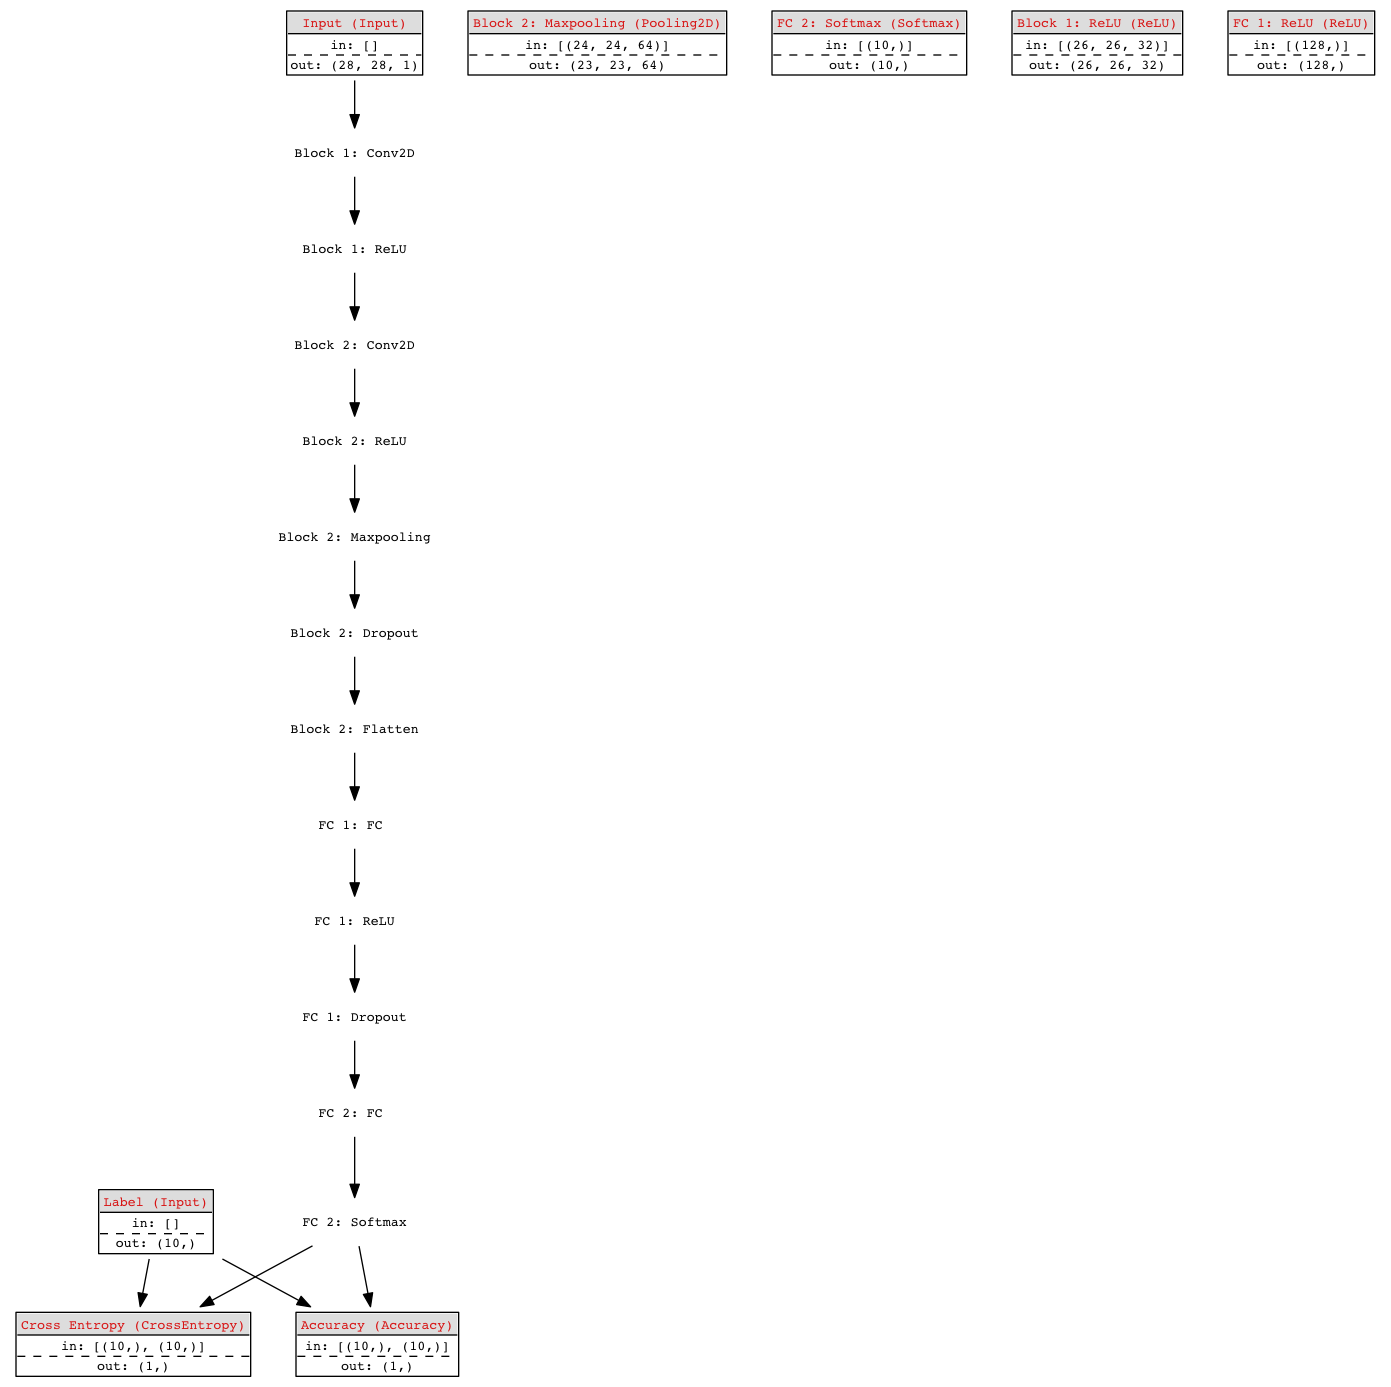 Input (Input)
in: []
out: (28, 28, 1)
Block 2: Maxpooling (Pooling2D)
in: [(24, 24, 64)]
out: (23, 23, 64)
FC 2: Softmax (Softmax)
in: [(10,)]
out: (10,)
Block 1: ReLU (ReLU)
in: [(26, 26, 32)]
out: (26, 26, 32)
FC 1: ReLU (ReLU)
in: [(128,)]
out: (128,)
Block 1: Conv2D
Block 1: ReLU
Block 2: Conv2D
Block 2: ReLU
Block 2: Maxpooling
Block 2: Dropout
Block 2: Flatten
FC 1: FC
FC 1: ReLU
FC 1: Dropout
FC 2: FC
Label (Input)
in: []
out: (10,)
FC 2: Softmax
Cross Entropy (CrossEntropy)
in: [(10,), (10,)]
out: (1,)
Accuracy (Accuracy)
in: [(10,), (10,)]
out: (1,)